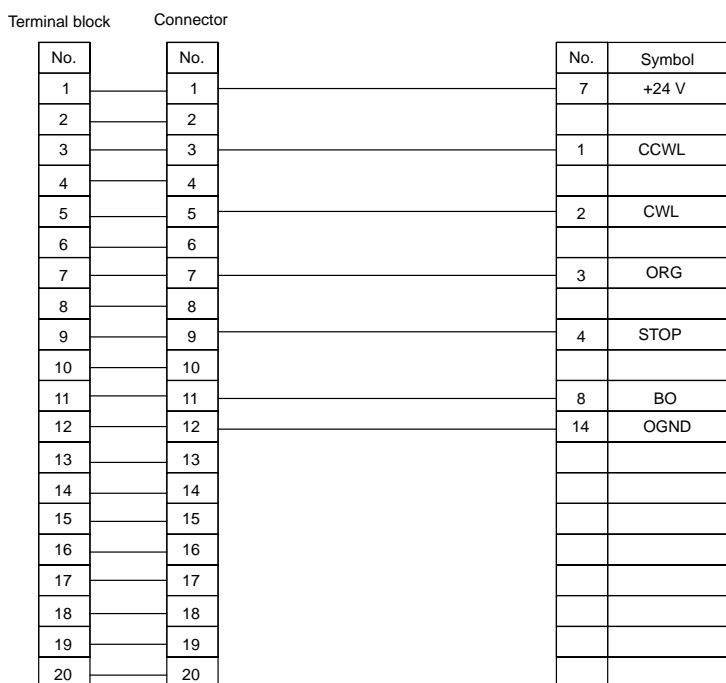 Terminal block Connector
No. No. No. Symbol
1 1 7 +24 V
2 2
3 3 1 CCWL
4 4
5 5 2 CWL
6 6
7 7 3 ORG
8 8
9 9 4 STOP
10 10
11 11 8 BO
12 12 14 OGND
13 13
14 14
15 15
16 16
17 17
18 18
19 19
20 20